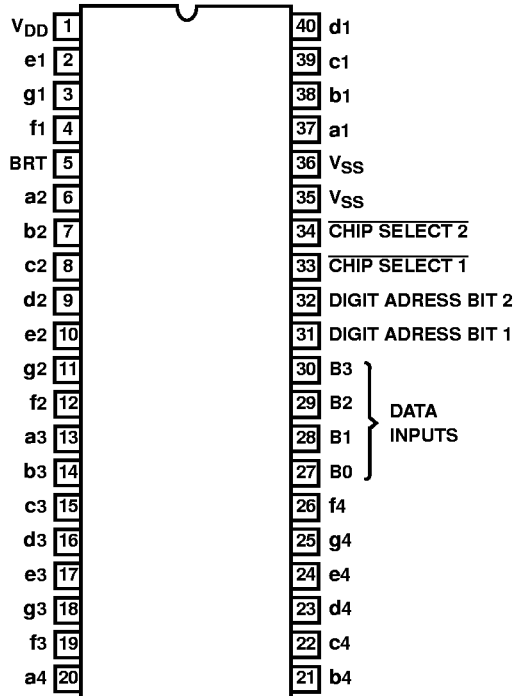 VDD 1 40 d1
e1 2 39 c1
g1 3 38 b1
f1 4 37 a1
BRT 5 36 VSS
a2 6 35 VSS
b2 7 34 CHIP SELECT 2
c2 8 33 CHIP SELECT 1
d2 9 32 DIGIT ADRESS BIT 2
e2 10 31 DIGIT ADRESS BIT 1
g2 11 30 B3
f2 12 29 B2 DATA
a3 13 28 B1 INPUTS
b3 14 27 B0
c3 15 26 f4
d3 16 25 g4
e3 17 24 e4
g3 18 23 d4
f3 19 22 c4
a4 20 21 b4